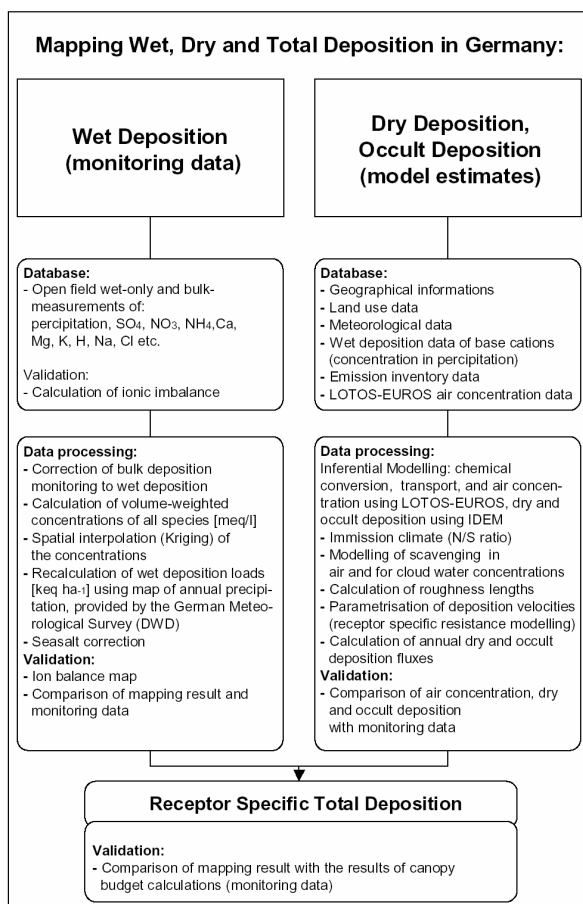 Mapping Wet, Dry and Total Deposition in Germany:
Wet Deposition
(monitoring data)
Database:
- Open field wet-only and bulk-
measurements of:
percipitation, SO₄, NO₃, NH₄,Ca,
Mg, K, H, Na, Cl etc.
Validation:
- Calculation of ionic imbalance
Data processing:
- Correction of bulk deposition
monitoring to wet deposition
- Calculation of volume-weighted
concentrations of all species [meq/l]
- Spatial interpolation (Kriging) of
the concentrations
- Recalculation of wet deposition loads
[keq ha-1] using map of annual precipi-
tation, provided by the German Meteo-
rological Survey (DWD)
- Seasalt correction
Validation:
- Ion balance map
- Comparison of mapping result and
monitoring data
Dry Deposition,
Occult Deposition
(model estimates)
Database:
- Geographical informations
- Land use data
- Meteorological data
- Wet deposition data of base cations
(concentration in percipitation)
- Emission inventory data
- LOTOS-EUROS air concentration data
Data processing:
Inferential Modelling: chemical
conversion, transport, and air concen-
tration using LOTOS-EUROS, dry and
occult deposition using IDEM
- Immission climate (N/S ratio)
- Modelling of scavenging in
air and for cloud water concentrations
- Calculation of roughness lengths
- Parametrisation of deposition velocities
(receptor specific resistance modelling)
- Calculation of annual dry and occult
deposition fluxes
Validation:
- Comparison of air concentration, dry
and occult deposition
with monitoring data
Receptor Specific Total Deposition
Validation:
- Comparison of mapping result with the results of canopy
budget calculations (monitoring data)